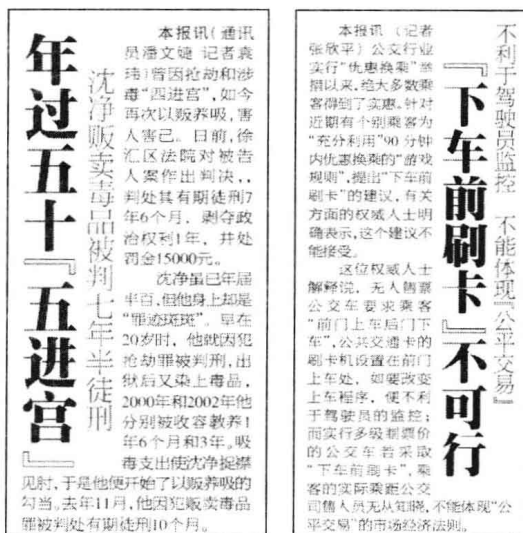 年过五十『五进宫』
沈净贩卖毒品被判七年半徒刑
本报讯(通讯
员潘文婕 记者袁
玮)曾因抢劫和涉
毒“四进宫”,如今
再次以贩养吸,害
人害己。日前,徐
汇区法院对被告
人案作出判决,,
判处其有期徒刑7
年6个月,剥夺政
治权利1年,并处
罚金15000元。
沈净虽已年届
半百,但他身上却是
“罪迹斑斑”。早在
20岁时,他就因犯
抢劫罪被判刑,出
狱后又染上毒品,
2000年和2002年他
分别被收容教养1
年6个月和3年。吸
毒支出使沈净捉襟
见肘,于是他便开始了以贩养吸的
勾当。去年11月,他因犯贩卖毒品
罪被判处有期徒刑10个月。
不利于驾驶员监控 不能体现『公平交易』
『下车前刷卡』不可行
本报讯 (记者
张欣平)公交行业
实行“优惠换乘”举
措以来,绝大多数乘
客得到了实惠。针对
近期有个别乘客为
“充分利用”90分钟
内优惠换乘的“游戏
规则”,提出“下车前
刷卡”的建议,有关
方面的权威人士明
确表示,这个建议不
能接受。
这位权威人士
解释说,无人售票
公交车要求乘客
“前门上车后门下
车”,公共交通卡的
刷卡机设置在前门
上车处,如要改变
上车程序,便不利
于驾驶员的监控;
而实行多级制票价
的公交车若采取
“下车前刷卡”,乘
客的实际乘距公交
司售人员无从知晓,不能体现“公
平交易”的市场经济法则。